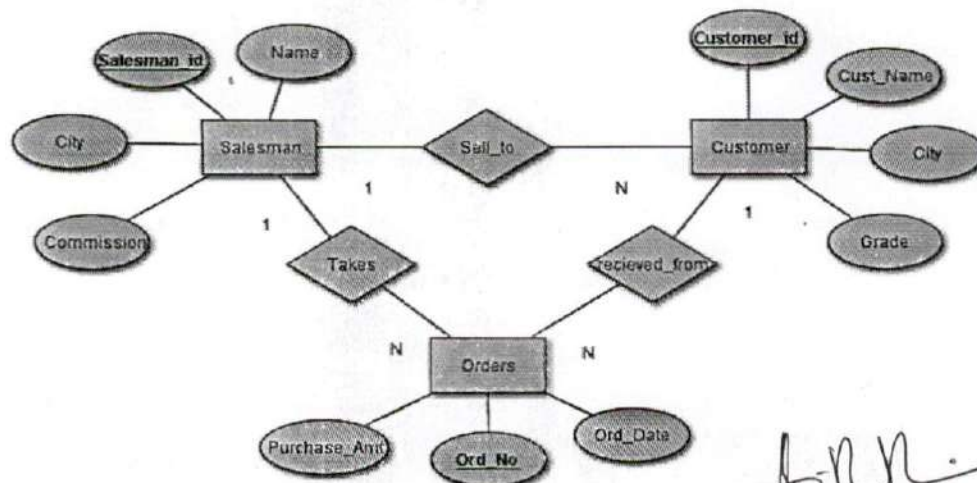 Salesman_id
Name
Customer_id
Cust_Name
City
Salesman
Sell_to
Customer
City
1
N
1
1
Commission
Grade
Takes
recieved_from
N
N
Orders
Purchase_Amt
Ord_No
Ord_Date